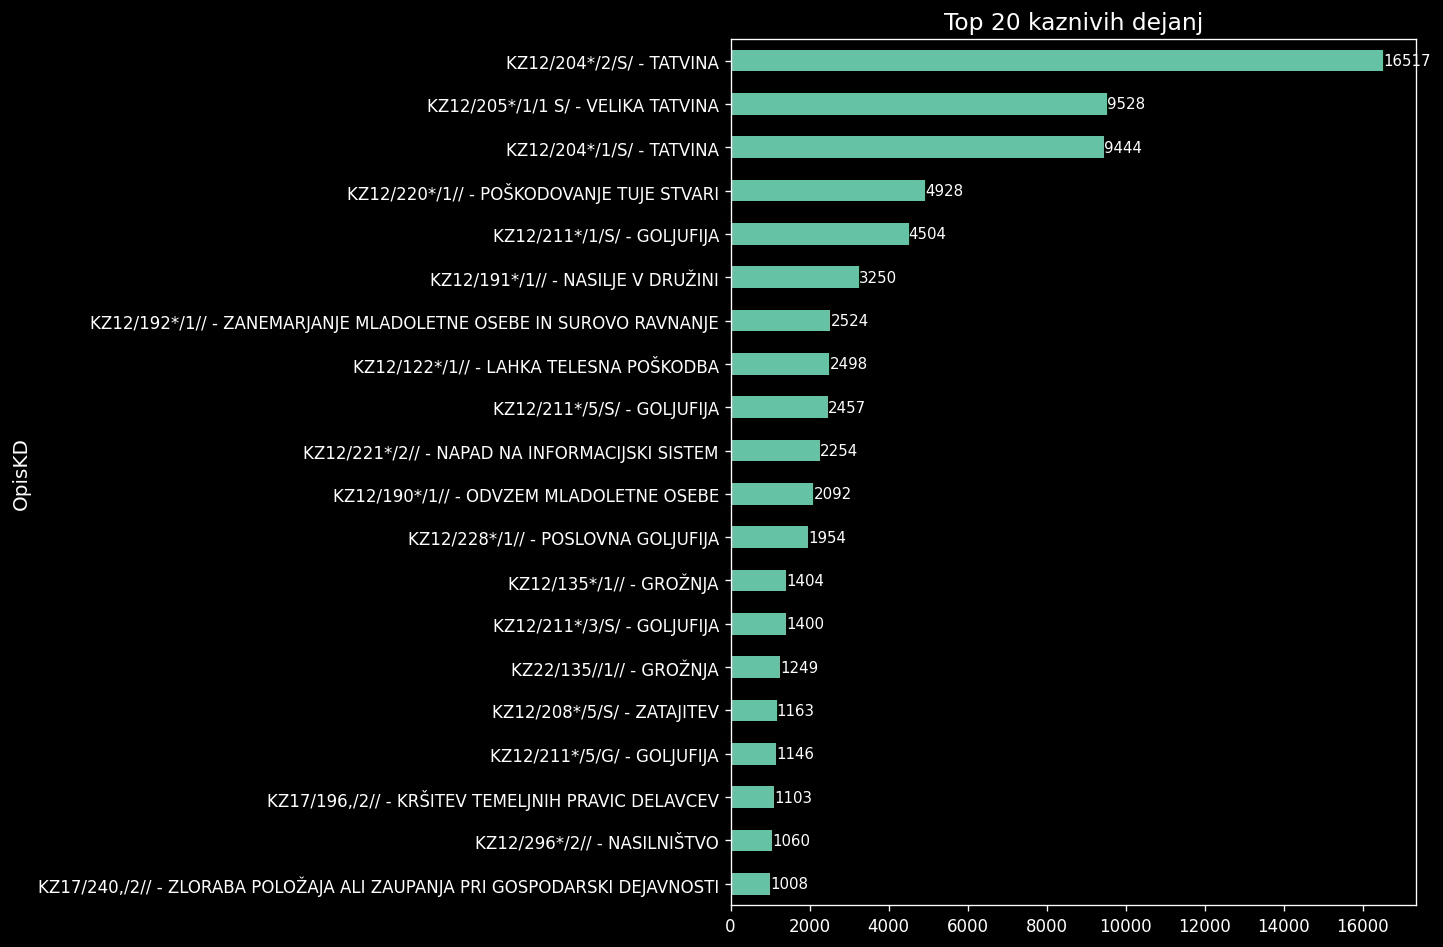 Top 20 kaznivih dejanj
OpisKD
KZ12/204*/2/S/ - TATVINA 16517
KZ12/205*/1/1 S/ - VELIKA TATVINA 9528
KZ12/204*/1/S/ - TATVINA 9444
KZ12/220*/1// - POŠKODOVANJE TUJE STVARI 4928
KZ12/211*/1/S/ - GOLJUFIJA 4504
KZ12/191*/1// - NASILJE V DRUŽINI 3250
KZ12/192*/1// - ZANEMARJANJE MLADOLETNE OSEBE IN SUROVO RAVNANJE 2524
KZ12/122*/1// - LAHKA TELESNA POŠKODBA 2498
KZ12/211*/5/S/ - GOLJUFIJA 2457
KZ12/221*/2// - NAPAD NA INFORMACIJSKI SISTEM 2254
KZ12/190*/1// - ODVZEM MLADOLETNE OSEBE 2092
KZ12/228*/1// - POSLOVNA GOLJUFIJA 1954
KZ12/135*/1// - GROŽNJA 1404
KZ12/211*/3/S/ - GOLJUFIJA 1400
KZ22/135//1// - GROŽNJA 1249
KZ12/208*/5/S/ - ZATAJITEV 1163
KZ12/211*/5/G/ - GOLJUFIJA 1146
KZ17/196,/2// - KRŠITEV TEMELJNIH PRAVIC DELAVCEV 1103
KZ12/296*/2// - NASILNIŠTVO 1060
KZ17/240,/2// - ZLORABA POLOŽAJA ALI ZAUPANJA PRI GOSPODARSKI DEJAVNOSTI 1008
0 2000 4000 6000 8000 10000 12000 14000 16000